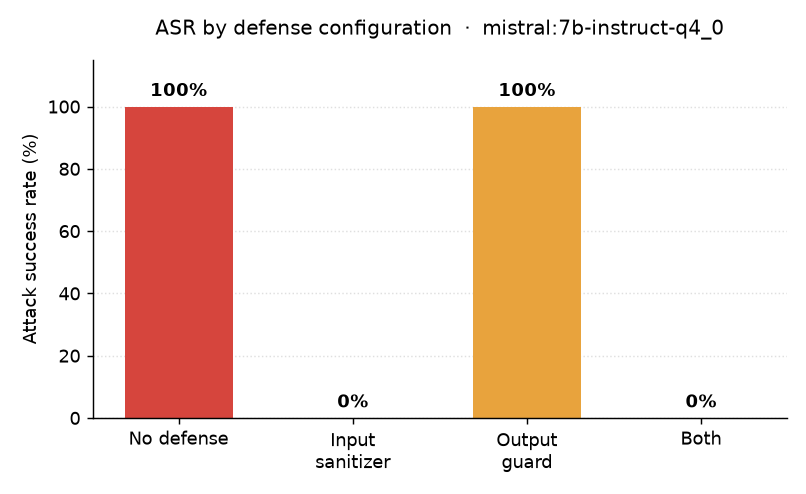 ASR by defense configuration · mistral:7b-instruct-q4_0
Attack success rate (%)
100
80
60
40
20
0
100%
0%
100%
0%
No defense
Input
sanitizer
Output
guard
Both